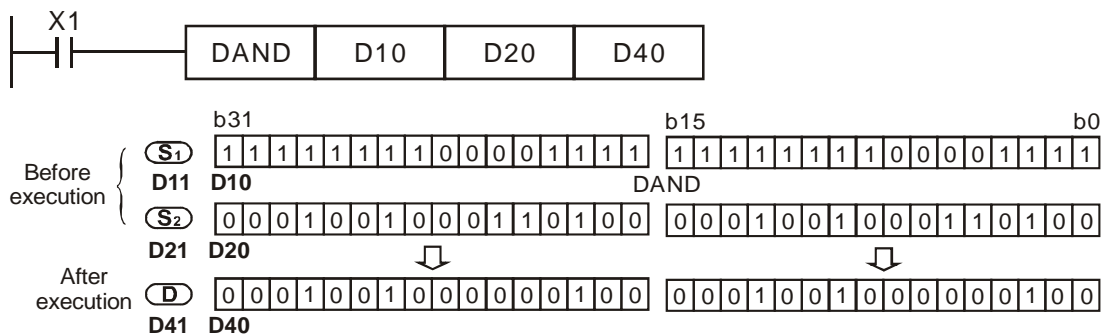 X1
DAND D10 D20 D40
b31 b15 b0
Before execution
S1 1 1 1 1 1 1 1 1 0 0 0 0 1 1 1 1 1 1 1 1 1 1 1 1 0 0 0 0 1 1 1 1
D11 D10
DAND
S2 0 0 0 1 0 0 1 0 0 0 1 1 0 1 0 0 0 0 0 1 0 0 1 0 0 0 1 1 0 1 0 0
D21 D20
After execution
D 0 0 0 1 0 0 1 0 0 0 0 0 0 1 0 0 0 0 0 1 0 0 1 0 0 0 0 0 0 1 0 0
D41 D40